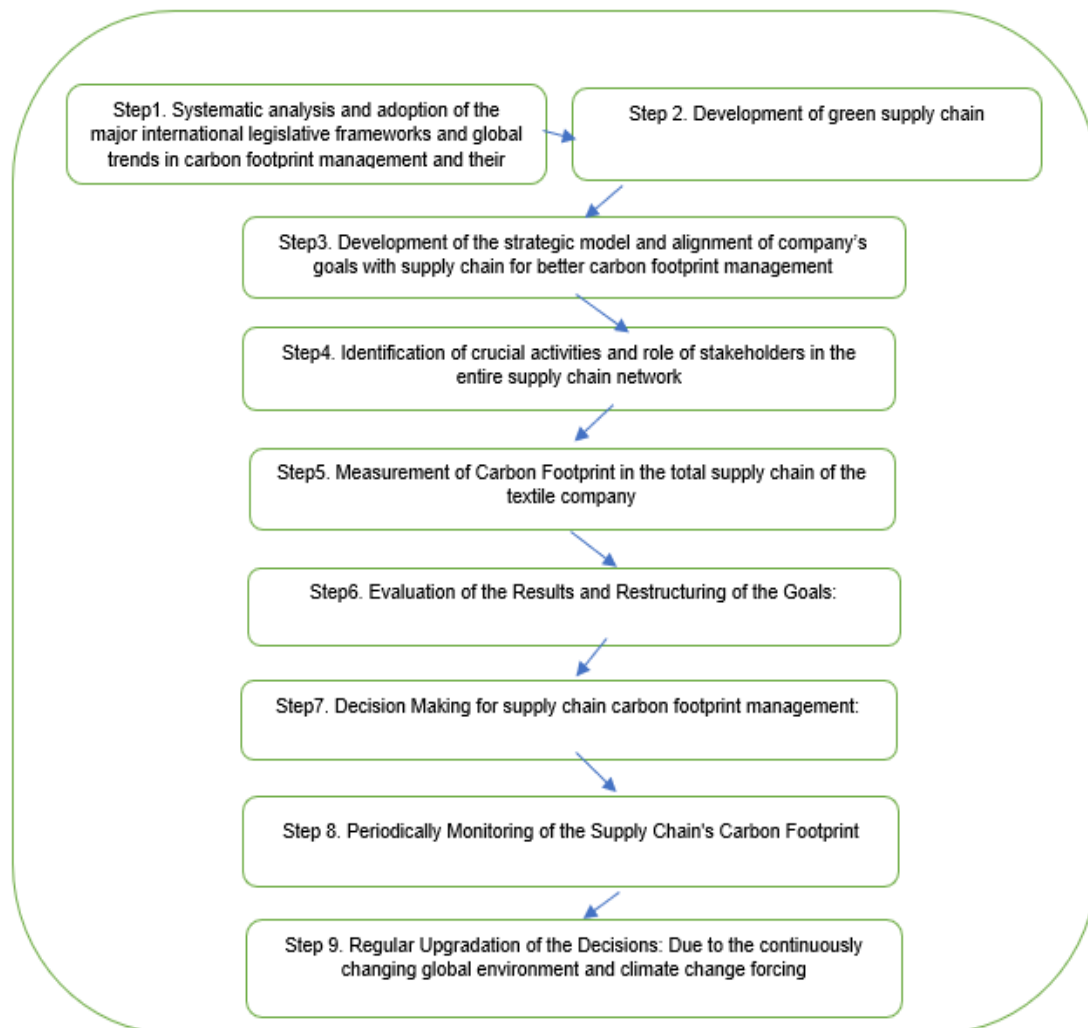 Step1. Systematic analysis and adoption of the
major international legislative frameworks and global
trends in carbon footprint management and their
Step 2. Development of green supply chain
Step3. Development of the strategic model and alignment of company's
goals with supply chain for better carbon footprint management
Step4. Identification of crucial activities and role of stakeholders in the
entire supply chain network
Step5. Measurement of Carbon Footprint in the total supply chain of the
textile company
Step6. Evaluation of the Results and Restructuring of the Goals:
Step7. Decision Making for supply chain carbon footprint management:
Step 8. Periodically Monitoring of the Supply Chain's Carbon Footprint
Step 9. Regular Upgradation of the Decisions: Due to the continuously
changing global environment and climate change forcing